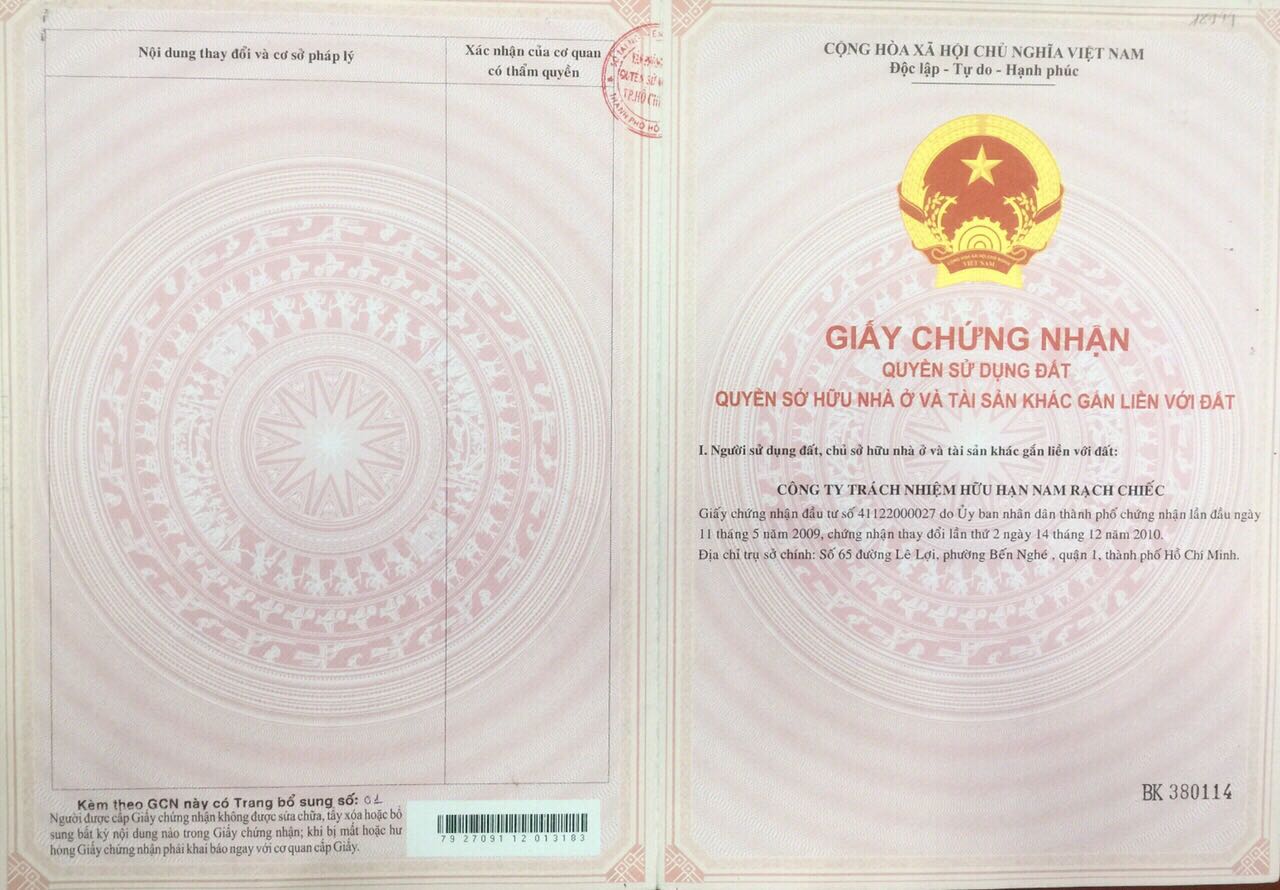 Nội dung thay đổi và cơ sở pháp lý
Xác nhận của cơ quan
có thẩm quyền
Kèm theo GCN này có Trang bổ sung số: 01
Người được cấp Giấy chứng nhận không được sửa chữa, tẩy xóa hoặc bổ
sung bất kỳ nội dung nào trong Giấy chứng nhận; khi bị mất hoặc hư
hỏng Giấy chứng nhận phải khai báo ngay với cơ quan cấp Giấy.
7927091 12 013183
CỘNG HÒA XÃ HỘI CHỦ NGHĨA VIỆT NAM
Độc lập - Tự do - Hạnh phúc
VIỆT NAM
GIẤY CHỨNG NHẬN
QUYỀN SỬ DỤNG ĐẤT
QUYỀN SỞ HỮU NHÀ Ở VÀ TÀI SẢN KHÁC GẮN LIỀN VỚI ĐẤT
I. Người sử dụng đất, chủ sở hữu nhà ở và tài sản khác gắn liền với đất:
CÔNG TY TRÁCH NHIỆM HỮU HẠN NAM RẠCH CHIẾC
Giấy chứng nhận đầu tư số 41122000027 do Ủy ban nhân dân thành phố chứng nhận lần đầu ngày
11 tháng 5 năm 2009, chứng nhận thay đổi lần thứ 2 ngày 14 tháng 12 năm 2010.
Địa chỉ trụ sở chính: Số 65 đường Lê Lợi, phường Bến Nghé , quận 1, thành phố Hồ Chí Minh.
BK 380114